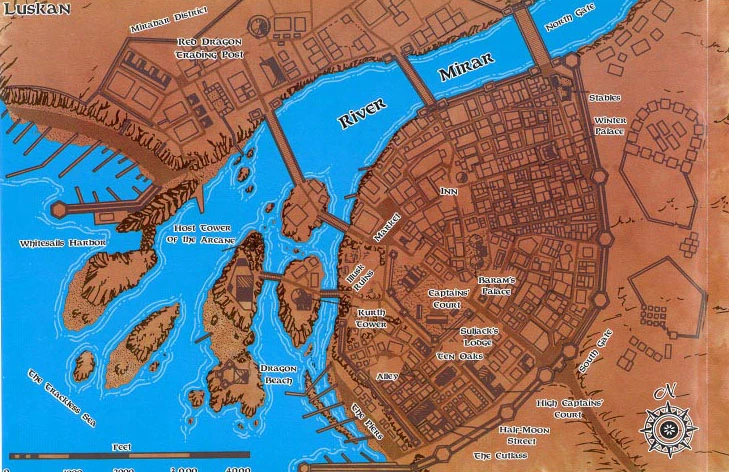 Luskan
Mirabar District
Red Dragon
Trading Post
North Gate
River Mirar
Stables
Winter
Palace
Inn
Market
Host Tower
of the Arcane
Whitesails Harbor
Illusk
Ruins
Baram's
Palace
Captains'
Court
Kurth
Tower
Suljack's
Lodge
Ten Oaks
South Gate
Dragon
Beach
Alley
The Trackless Sea
The Piers
High Captains'
Court
Half-Moon
Street
The Cutlass
N
Feet
0 1000 2000 3000 4000